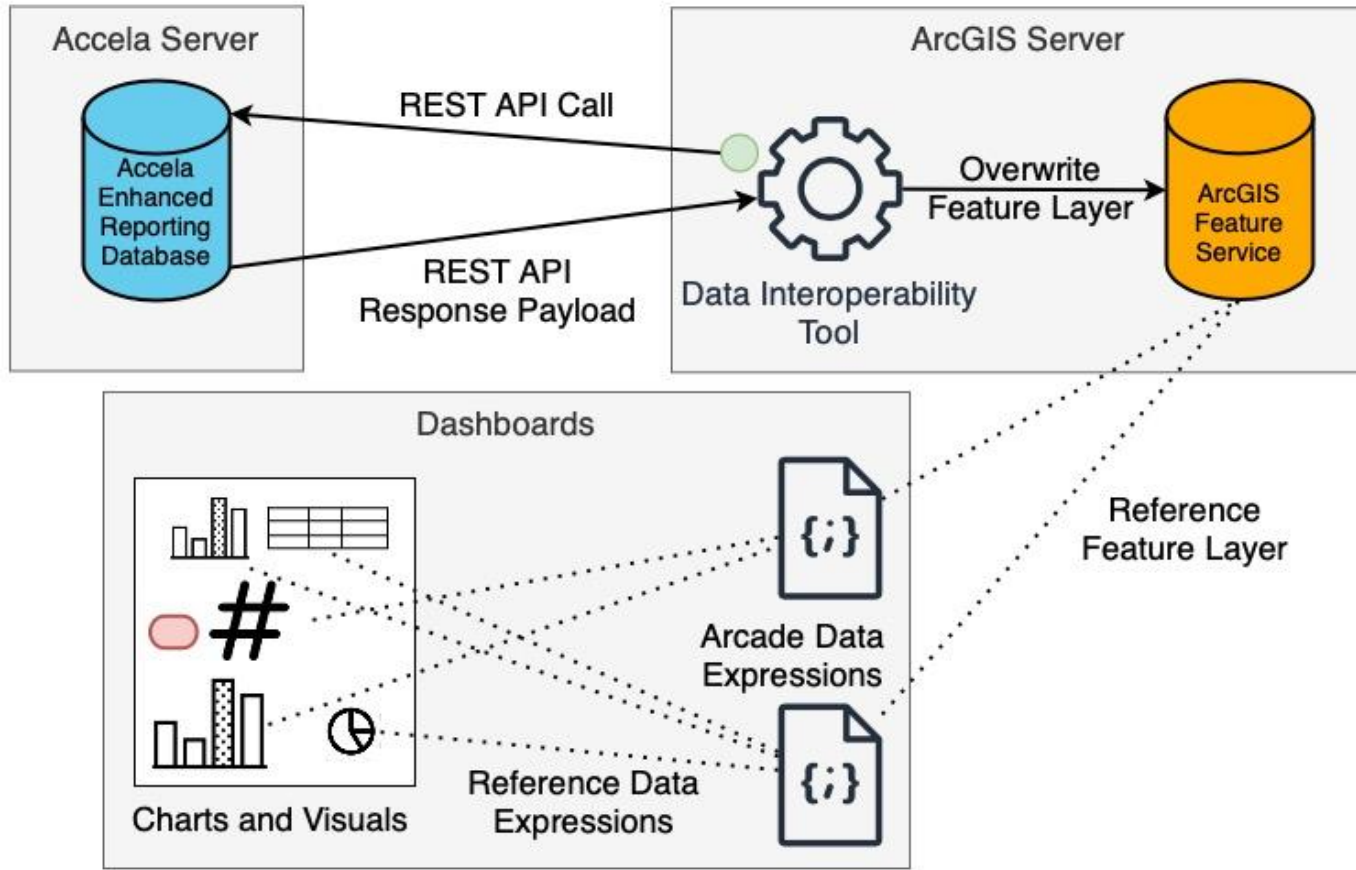 Accela Server
ArcGIS Server
REST API Call
Accela
Enhanced
Reporting
Database
Overwrite
Feature Layer
ArcGIS
Feature
Service
REST API
Response Payload
Data Interoperability
Tool
Dashboards
{;}
Reference
Feature Layer
#
Arcade Data
Expressions
{;}
Reference Data
Expressions
Charts and Visuals